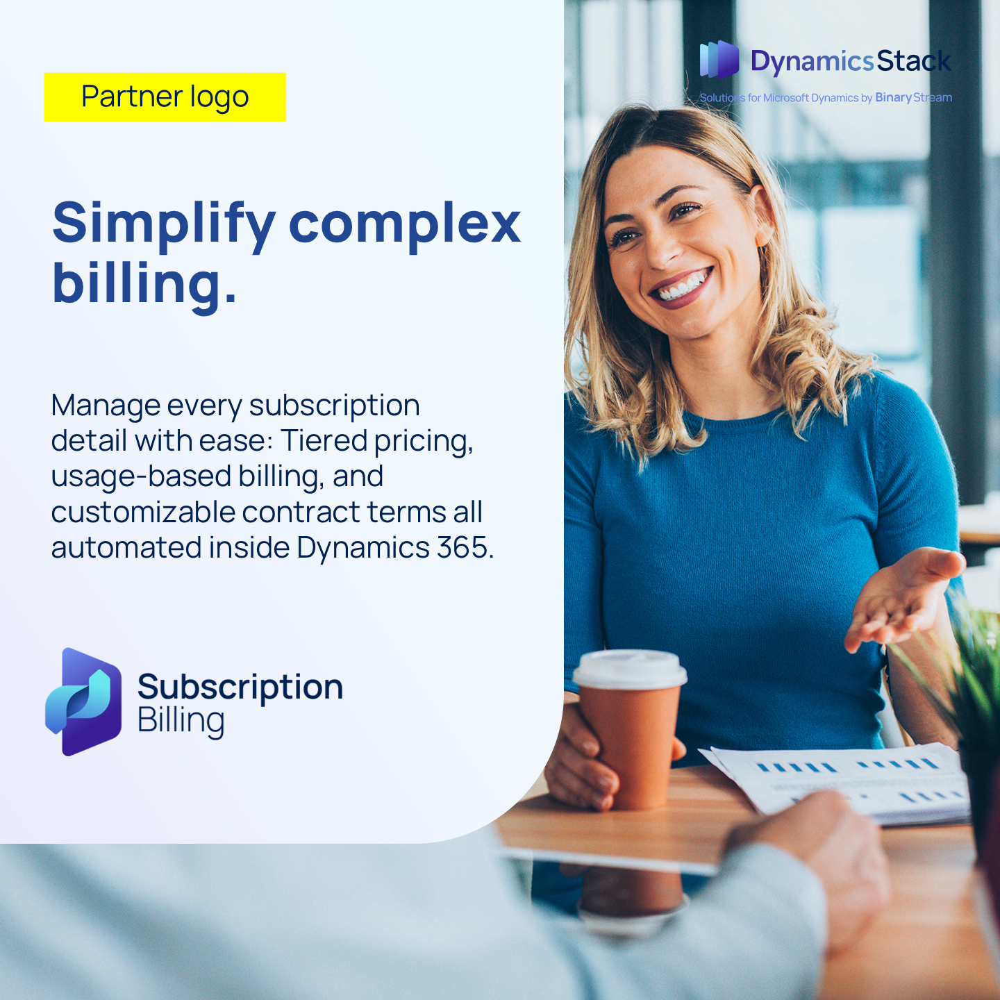 Partner logo
DynamicsStack
Solutions for Microsoft Dynamics by BinaryStream
Simplify complex
billing.
Manage every subscription
detail with ease: Tiered pricing,
usage-based billing, and
customizable contract terms all
automated inside Dynamics 365.
Subscription
Billing